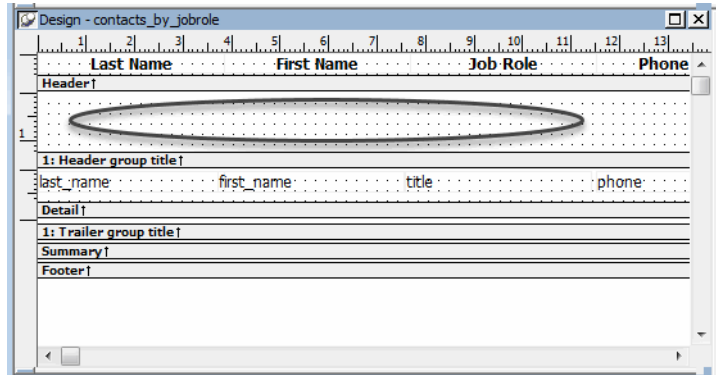 Design - contacts_by_jobrole
1 2 3 4 5 6 7 8 9 10 11 12 13
Last Name First Name Job Role Phone
Header↑
1
1: Header group title↑
last_name first_name title phone
Detail↑
1: Trailer group title↑
Summary↑
Footer↑